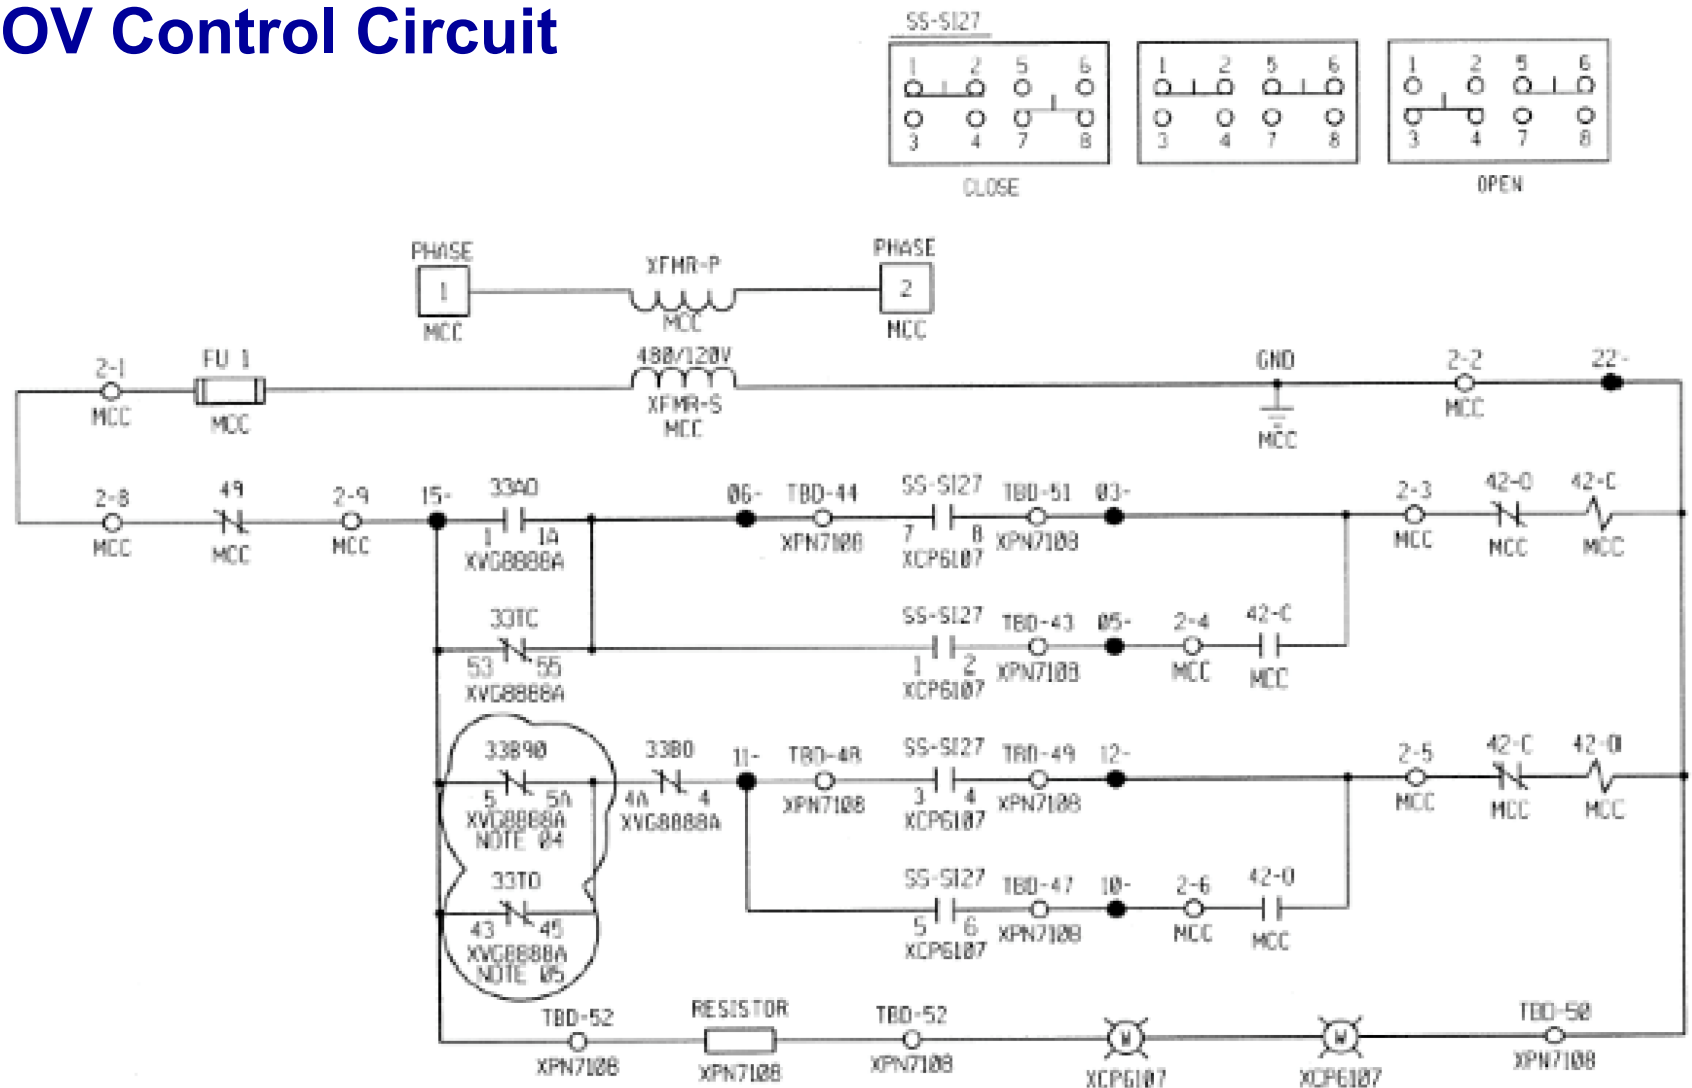 OV Control Circuit
SS-S127
1 2 5 6
3 4 7 8
CLOSE
1 2 5 6
3 4 7 8
1 2 5 6
3 4 7 8
OPEN
PHASE
1
MCC
XFMR-P
MCC
PHASE
2
MCC
2-1
MCC
FU 1
MCC
480/120V
XFMR-S
MCC
GND
MCC
2-2
MCC
22-
2-8
MCC
49
MCC
2-9
MCC
15-
33AO
1 1A
XVG8888A
06-
TBD-44
XPN7108
SS-S127
7 8
XCP6107
TBD-51
XPN7108
03-
2-3
MCC
42-O
MCC
42-C
MCC
33TC
53 55
XVG8888A
SS-S127
1 2
XCP6107
TBD-43
XPN7108
05-
2-4
MCC
42-C
MCC
33B90
5 5A
XVG8888A
NOTE 04
33BO
4A 4
XVG8888A
11-
TBD-48
XPN7108
SS-S127
3 4
XCP6107
TBD-49
XPN7108
12-
2-5
MCC
42-C
MCC
42-O
MCC
33TO
43 45
XVG8888A
NOTE 05
SS-S127
5 6
XCP6107
TBD-47
XPN7108
10-
2-6
MCC
42-O
MCC
TBD-52
XPN7108
RESISTOR
XPN7108
TBD-52
XPN7108
W
XCP6107
W
XCP6107
TBD-50
XPN7108